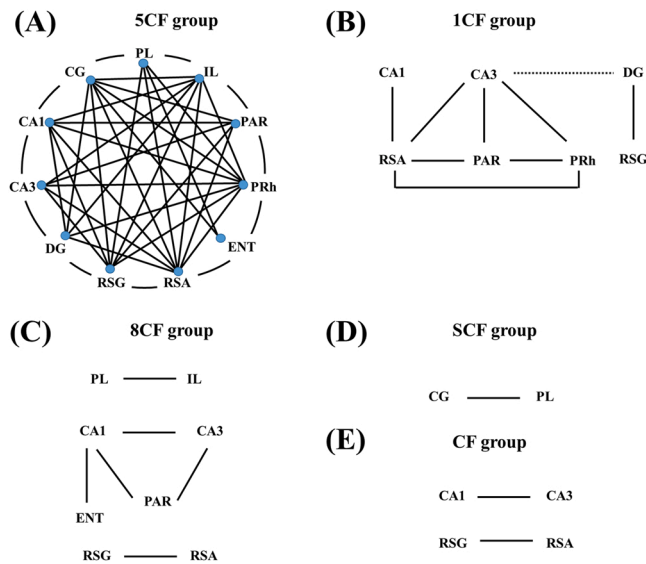 (A) 5CF group
PL
CG IL
CA1 PAR
CA3 PRh
DG ENT
RSG RSA
(B) 1CF group
CA1 CA3 DG
RSA PAR PRh RSG
(C) 8CF group
PL IL
CA1 CA3
PAR
ENT
RSG RSA
(D) SCF group
CG PL
(E) CF group
CA1 CA3
RSG RSA